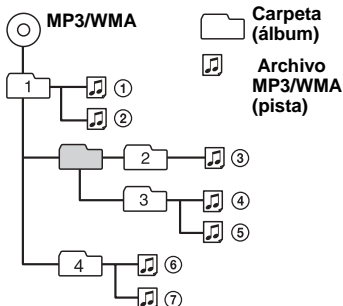 MP3/WMA
Carpeta
(álbum)
Archivo
MP3/WMA
(pista)
1
①
②
2
③
3
④
⑤
4
⑥
⑦